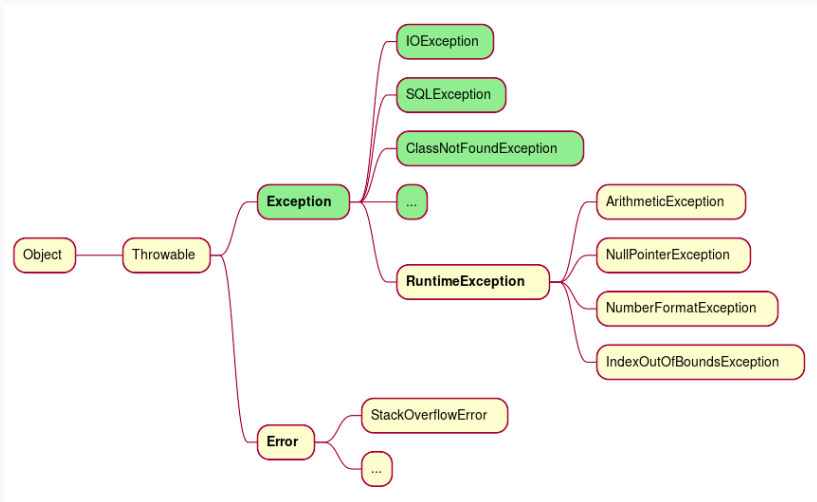 IOException
SQLException
ClassNotFoundException
Exception
...
ArithmeticException
Object
Throwable
NullPointerException
RuntimeException
NumberFormatException
IndexOutOfBoundsException
StackOverflowError
Error
...